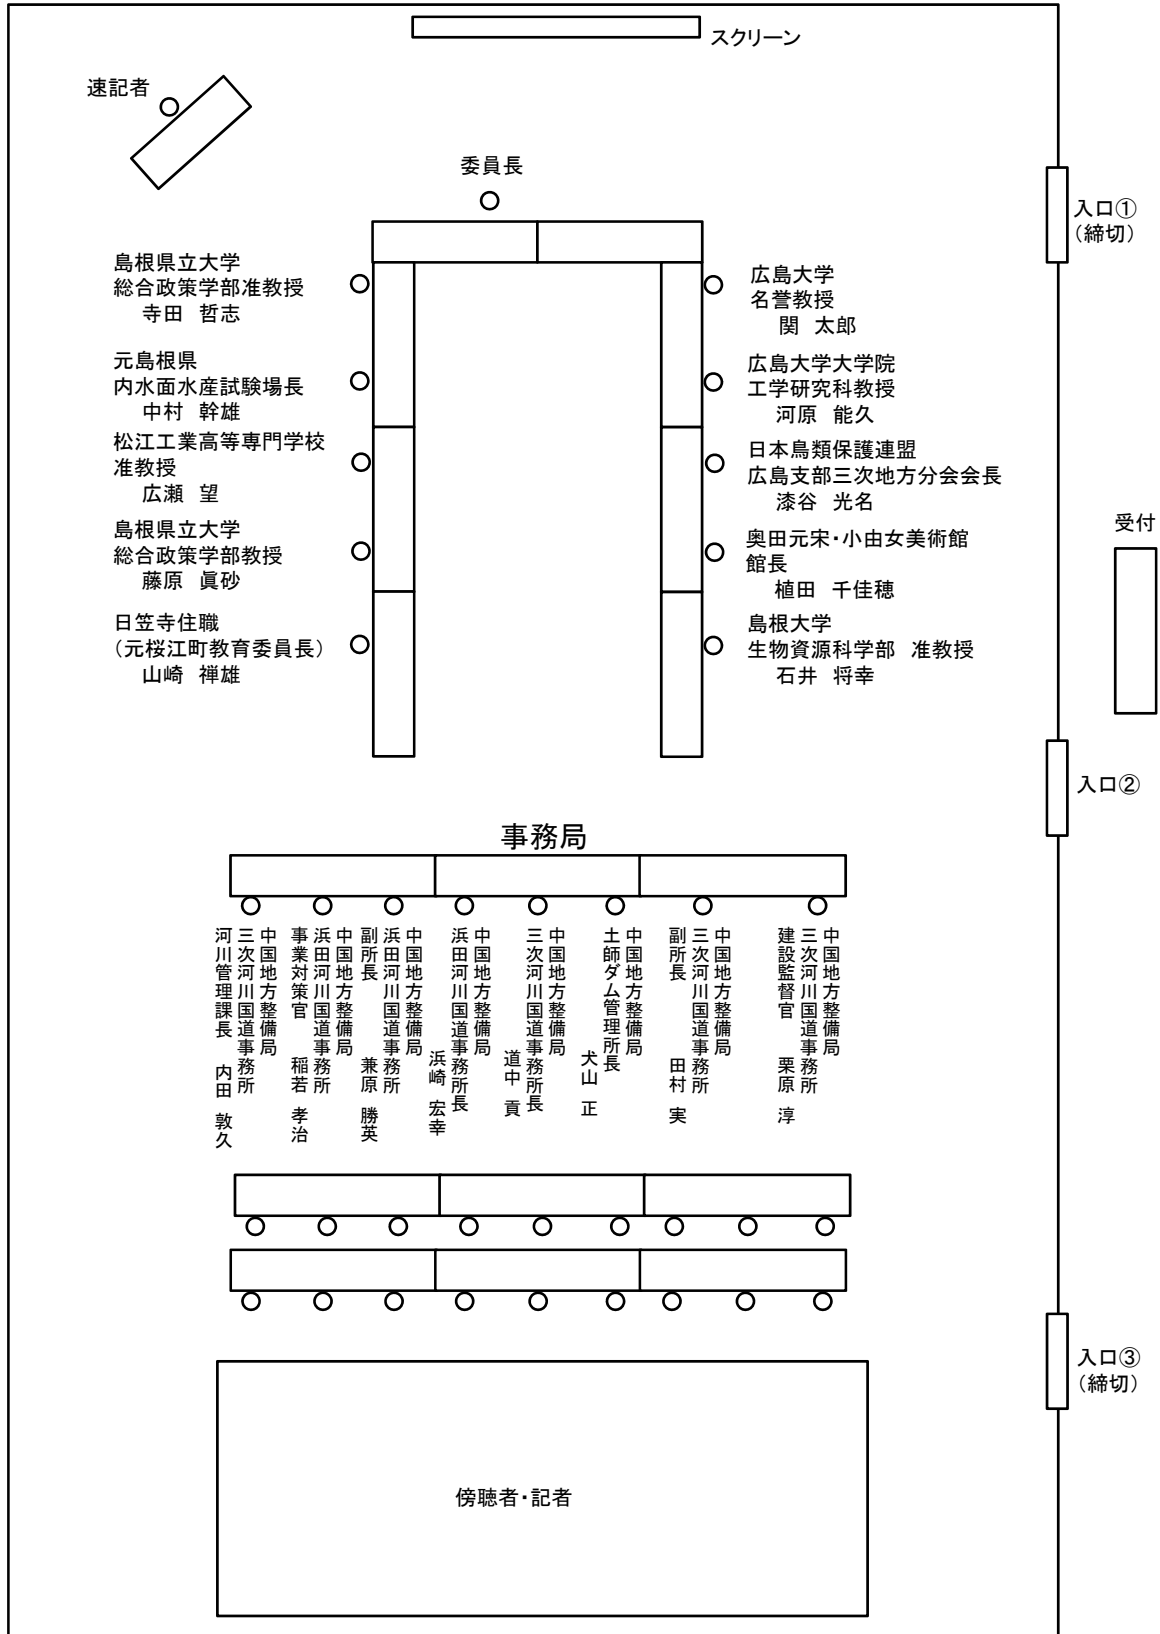 スクリーン
速記者
委員長
入口①
（締切）
島根県立大学
総合政策学部准教授
寺田 哲志
元島根県
内水面水産試験場長
中村 幹雄
松江工業高等専門学校
准教授
広瀬 望
島根県立大学
総合政策学部教授
藤原 眞砂
日笠寺住職
（元桜江町教育委員長）
山崎 禅雄
広島大学
名誉教授
関 太郎
広島大学大学院
工学研究科教授
河原 能久
日本鳥類保護連盟
広島支部三次地方分会会長
漆谷 光名
奥田元宋・小由女美術館
館長
植田 千佳穂
島根大学
生物資源科学部 准教授
石井 将幸
受付
入口②
事務局
中国地方整備局
三次河川国道事務所
建設監督官 栗原 淳
中国地方整備局
三次河川国道事務所
副所長 田村 実
中国地方整備局
土師ダム管理所長
犬山 正
中国地方整備局
三次河川国道事務所長
道中 貢
中国地方整備局
浜田河川国道事務所長
浜崎 宏幸
中国地方整備局
浜田河川国道事務所
副所長 兼原 勝英
中国地方整備局
浜田河川国道事務所
事業対策官 稲若 孝治
中国地方整備局
三次河川国道事務所
河川管理課長 内田 敦久
入口③
（締切）
傍聴者・記者